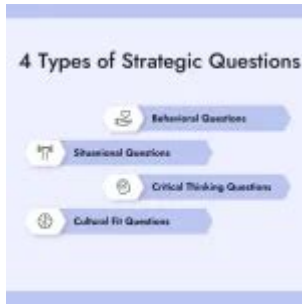 4 Types of Strategic Questions
Behavioral Questions
Situational Questions
Critical Thinking Questions
Cultural Fit Questions